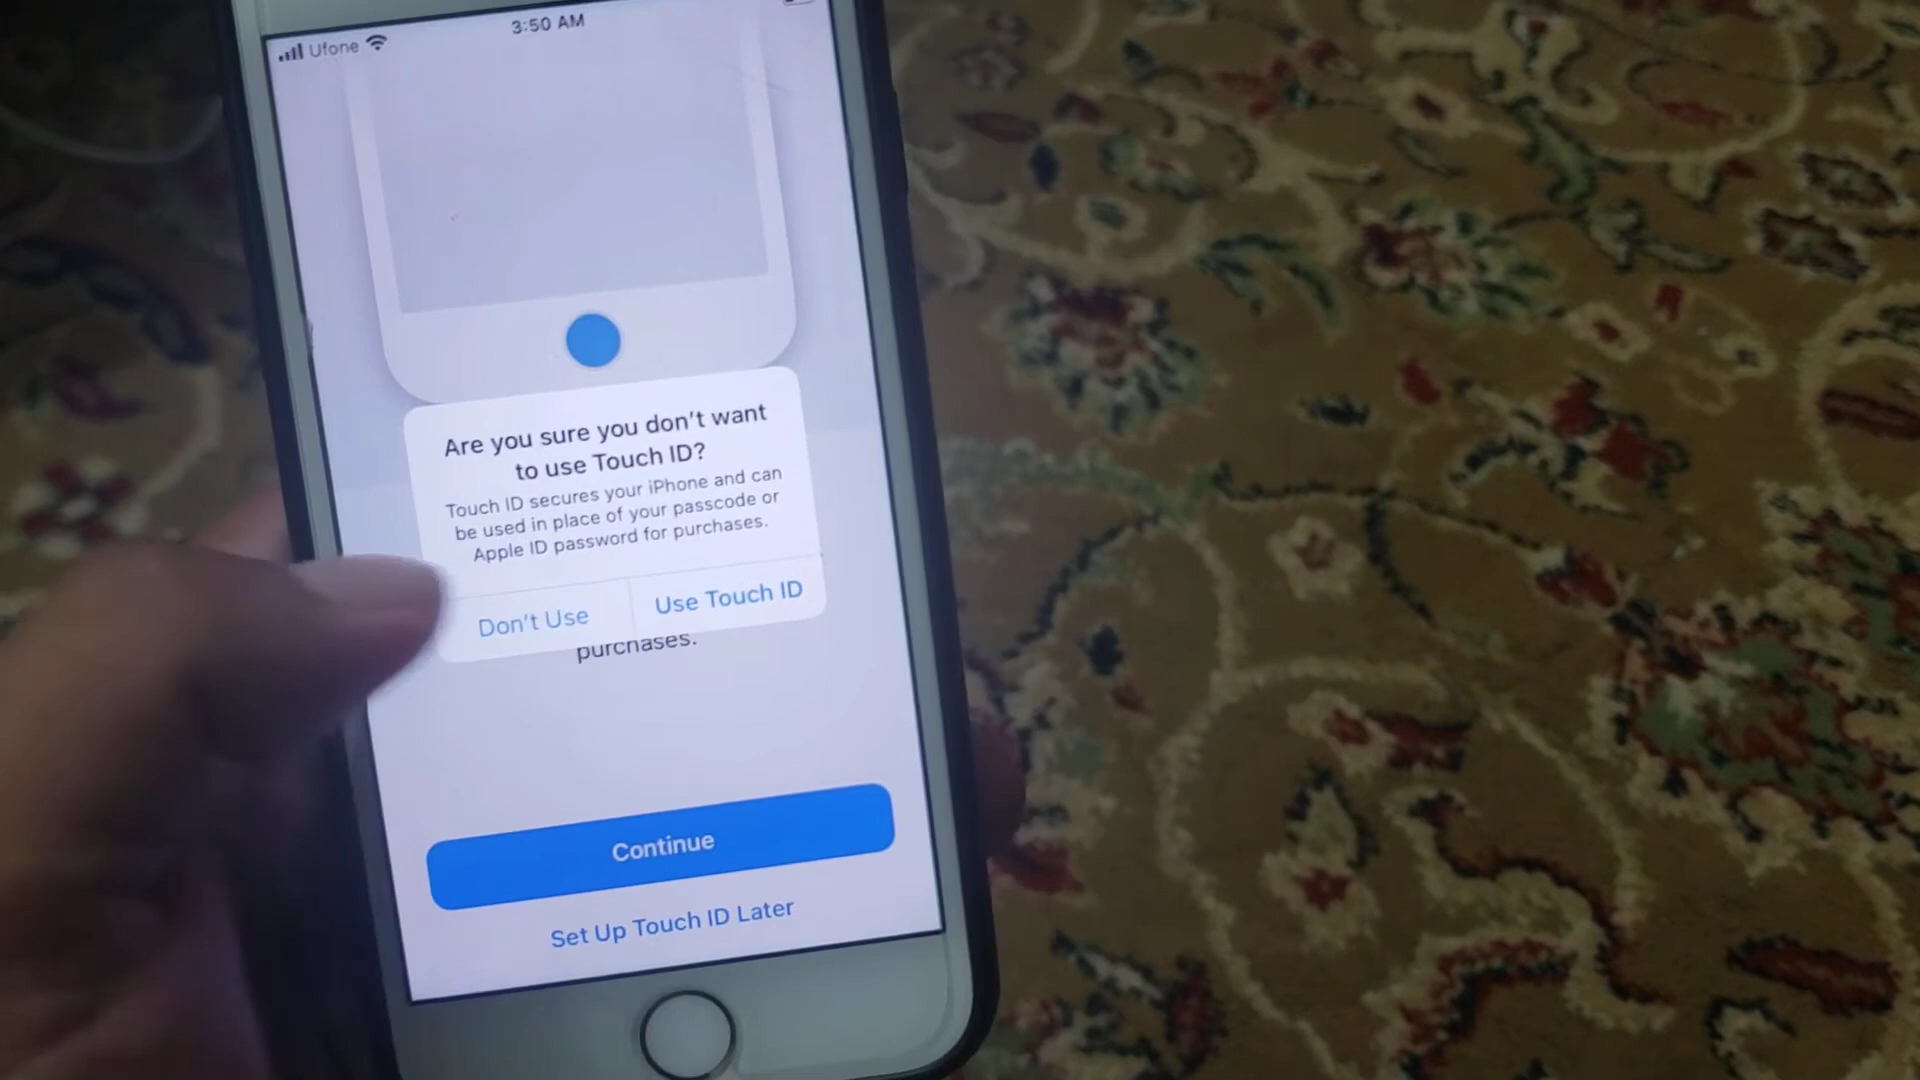 Ufone
3:50 AM
Are you sure you don't want
to use Touch ID?
Touch ID secures your iPhone and can
be used in place of your passcode or
Apple ID password for purchases.
Don't Use
Use Touch ID
purchases.
Continue
Set Up Touch ID Later